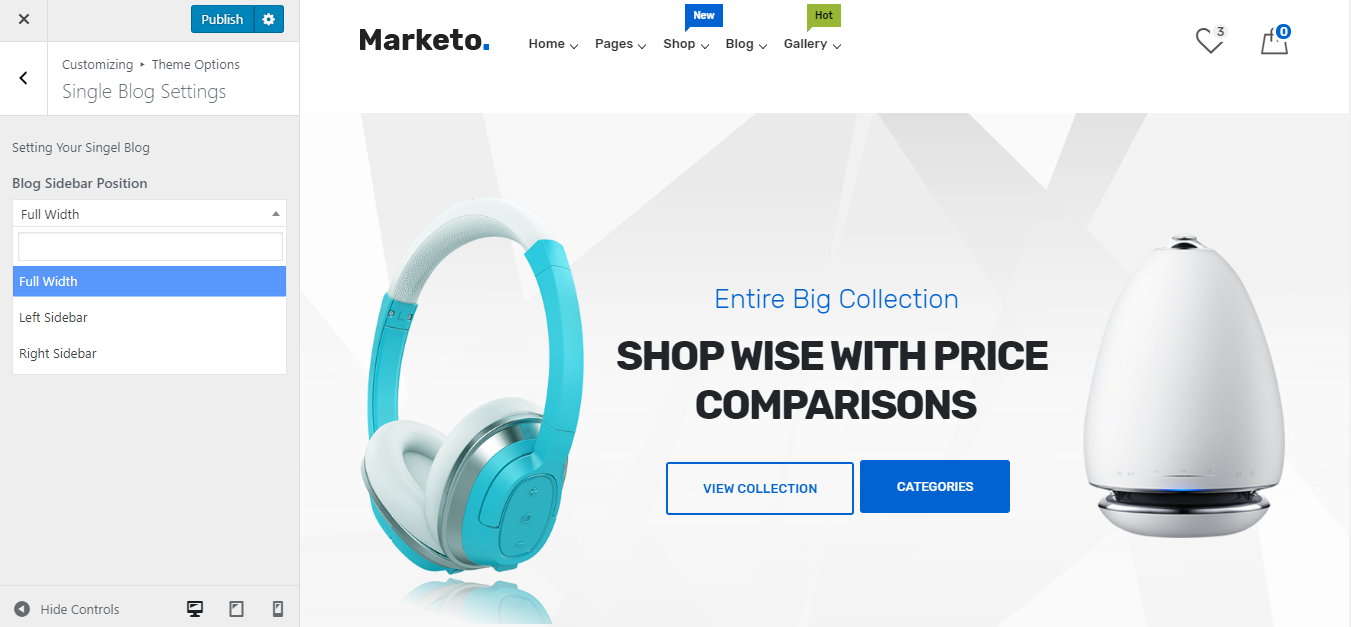 Publish
Customizing ▸ Theme Options
Single Blog Settings
Setting Your Singel Blog
Blog Sidebar Position
Full Width
Full Width
Left Sidebar
Right Sidebar
Hide Controls
New
Hot
Marketo.
Home
Pages
Shop
Blog
Gallery
3
0
Entire Big Collection
SHOP WISE WITH PRICE
COMPARISONS
VIEW COLLECTION
CATEGORIES
L